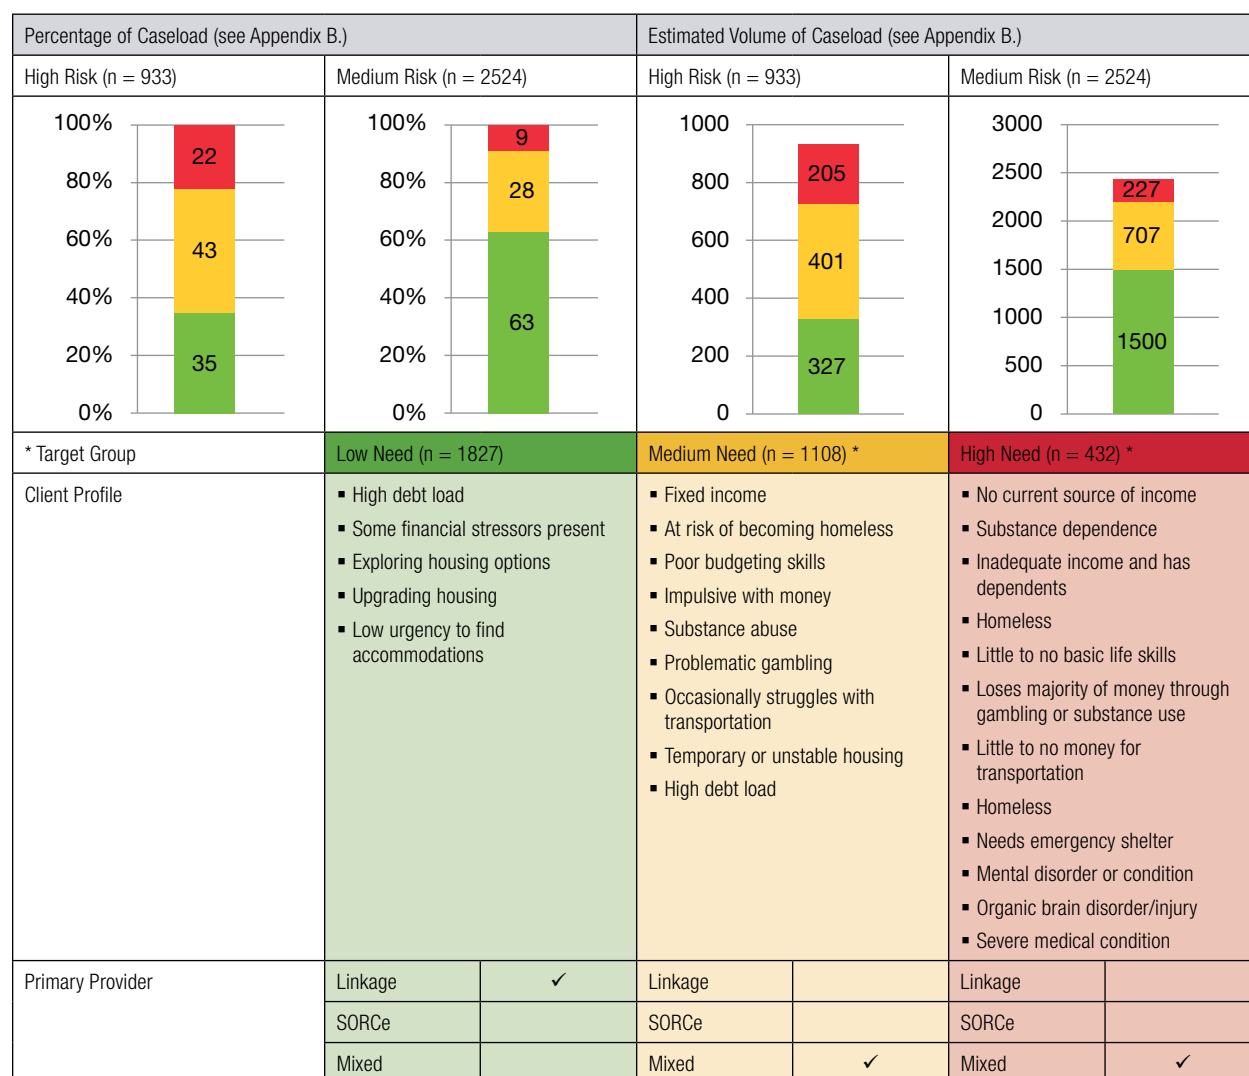 Percentage of Caseload (see Appendix B.)
Estimated Volume of Caseload (see Appendix B.)
High Risk (n = 933)
Medium Risk (n = 2524)
High Risk (n = 933)
Medium Risk (n = 2524)
100%
80%
60%
40%
20%
0%
22
43
35
100%
80%
60%
40%
20%
0%
9
28
63
1000
800
600
400
200
0
205
401
327
3000
2500
2000
1500
1000
500
0
227
707
1500
* Target Group
Low Need (n = 1827)
Medium Need (n = 1108) *
High Need (n = 432) *
Client Profile
▪ High debt load
▪ Some financial stressors present
▪ Exploring housing options
▪ Upgrading housing
▪ Low urgency to find
accommodations
▪ Fixed income
▪ At risk of becoming homeless
▪ Poor budgeting skills
▪ Impulsive with money
▪ Substance abuse
▪ Problematic gambling
▪ Occasionally struggles with
transportation
▪ Temporary or unstable housing
▪ High debt load
▪ No current source of income
▪ Substance dependence
▪ Inadequate income and has
dependents
▪ Homeless
▪ Little to no basic life skills
▪ Loses majority of money through
gambling or substance use
▪ Little to no money for
transportation
▪ Homeless
▪ Needs emergency shelter
▪ Mental disorder or condition
▪ Organic brain disorder/injury
▪ Severe medical condition
Primary Provider
Linkage ✓
SORCe
Mixed
Linkage
SORCe
Mixed ✓
Linkage
SORCe
Mixed ✓